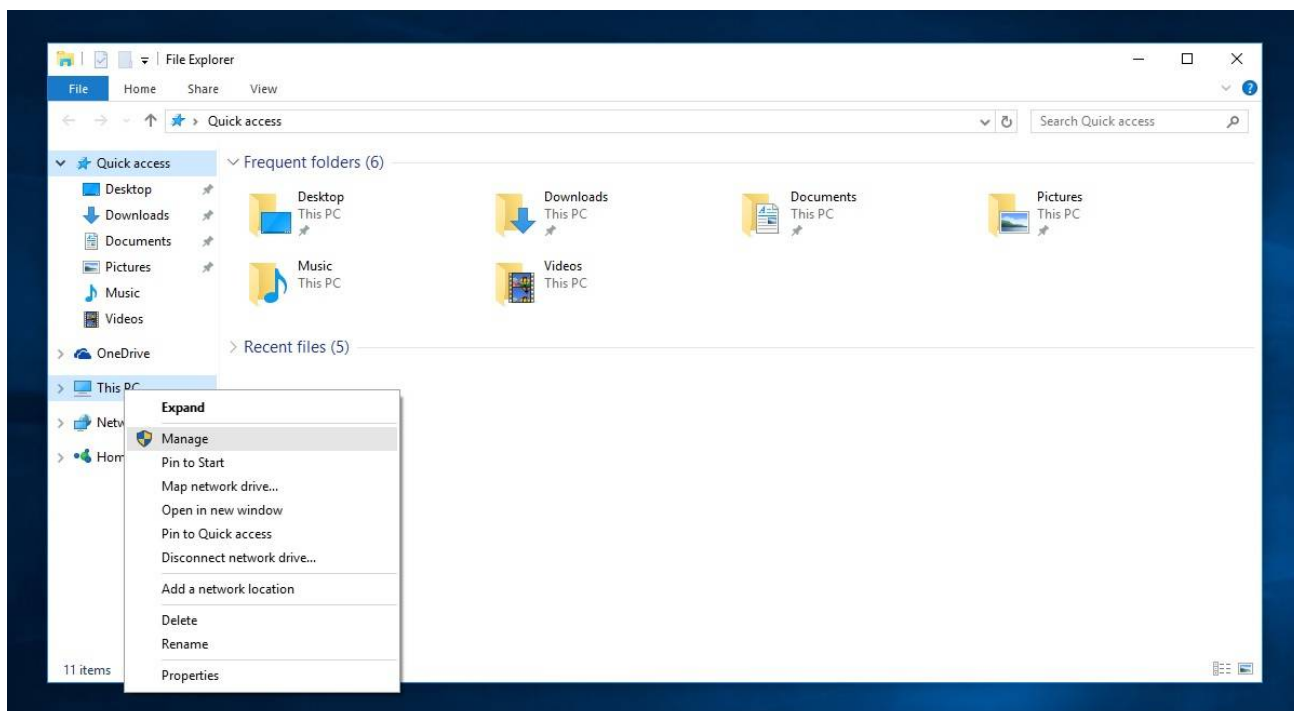 File Explorer
File Home Share View
Quick access Search Quick access
Quick access
Desktop
Downloads
Documents
Pictures
Music
Videos
OneDrive
This PC
Frequent folders (6)
Desktop
This PC
Downloads
This PC
Documents
This PC
Pictures
This PC
Music
This PC
Videos
This PC
Recent files (5)
Netw
Hom
Expand
Manage
Pin to Start
Map network drive...
Open in new window
Pin to Quick access
Disconnect network drive...
Add a network location
Delete
Rename
Properties
11 items